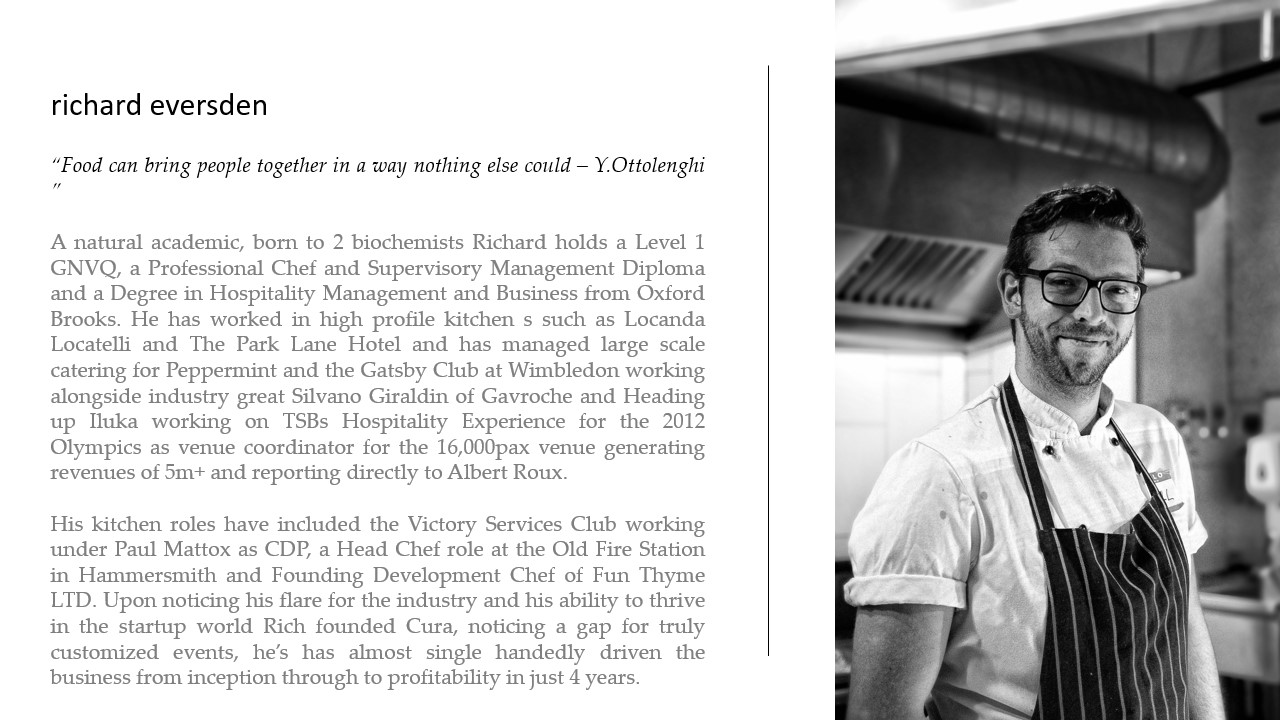 richard eversden
“Food can bring people together in a way nothing else could – Y.Ottolenghi
”
A natural academic, born to 2 biochemists Richard holds a Level 1
GNVQ, a Professional Chef and Supervisory Management Diploma
and a Degree in Hospitality Management and Business from Oxford
Brooks. He has worked in high profile kitchen s such as Locanda
Locatelli and The Park Lane Hotel and has managed large scale
catering for Peppermint and the Gatsby Club at Wimbledon working
alongside industry great Silvano Giraldin of Gavroche and Heading
up Iluka working on TSBs Hospitality Experience for the 2012
Olympics as venue coordinator for the 16,000pax venue generating
revenues of 5m+ and reporting directly to Albert Roux.
His kitchen roles have included the Victory Services Club working
under Paul Mattox as CDP, a Head Chef role at the Old Fire Station
in Hammersmith and Founding Development Chef of Fun Thyme
LTD. Upon noticing his flare for the industry and his ability to thrive
in the startup world Rich founded Cura, noticing a gap for truly
customized events, he’s has almost single handedly driven the
business from inception through to profitability in just 4 years.